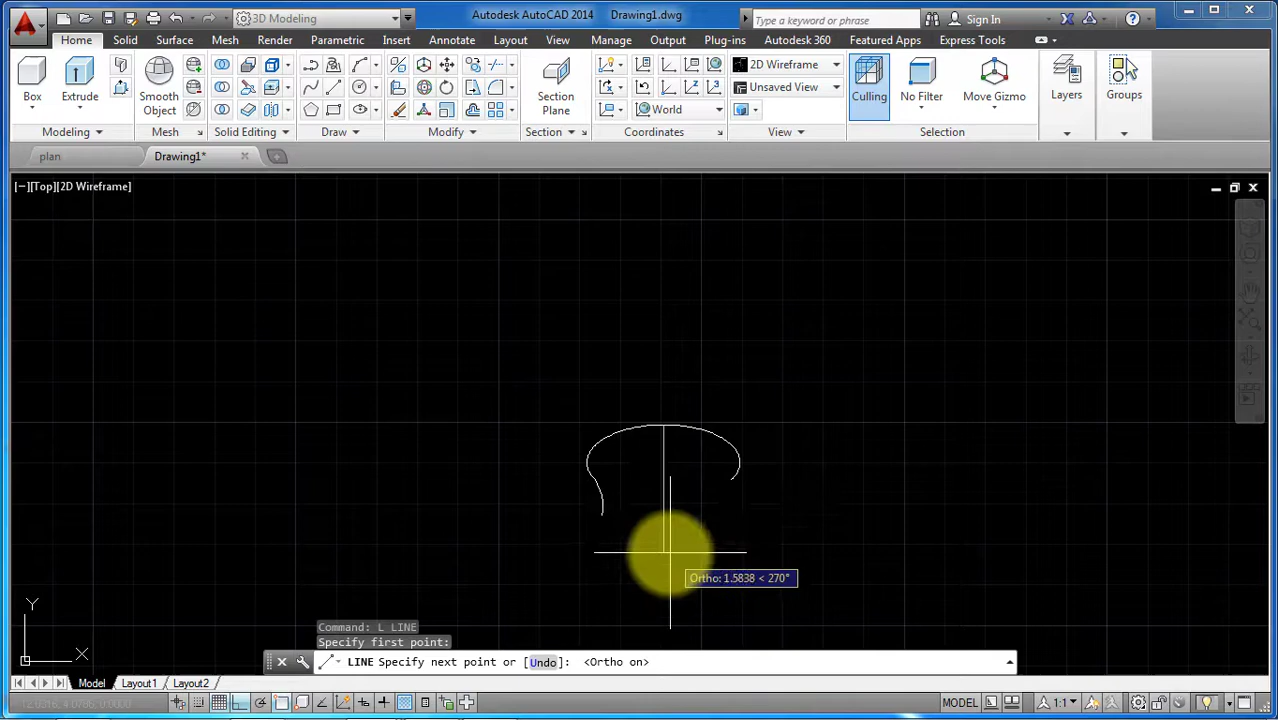 3D Modeling
Autodesk AutoCAD 2014 Drawing1.dwg
Type a keyword or phrase
Sign In
Home Solid Surface Mesh Render Parametric Insert Annotate Layout View Manage Output Plug-ins Autodesk 360 Featured Apps Express Tools
2D Wireframe
Unsaved View
World
Box Extrude Smooth Object Section Plane Culling No Filter Move Gizmo Layers Groups
Modeling Mesh Solid Editing Draw Modify Section Coordinates View Selection
plan Drawing1*
[−][Top][2D Wireframe]
Ortho: 1.5838 < 270°
Y
X
Command: L LINE
Specify first point:
LINE Specify next point or [Undo]: <Ortho on>
Model Layout1 Layout2
MODEL 1:1